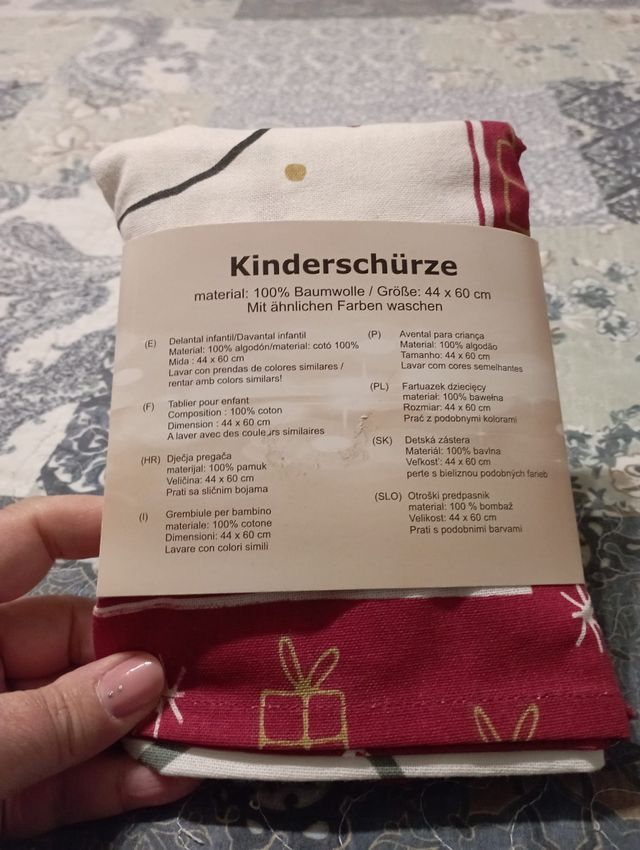 Kinderschürze
material: 100% Baumwolle / Größe: 44 x 60 cm
Mit ähnlichen Farben waschen
(E) Delantal infantil/Davantal infantil
Material: 100% algodón/material: cotó 100%
Mida : 44 x 60 cm
Lavar con prendas de colores similares /
rentar amb colors similars!
(F) Tablier pour enfant
Composition : 100% coton
Dimension : 44 x 60 cm
A laver avec des couleurs similaires
(HR) Dječja pregača
materijal: 100% pamuk
Veličina: 44 x 60 cm
Prati sa sličnim bojama
(I) Grembiule per bambino
materiale: 100% cotone
Dimensioni: 44 x 60 cm
Lavare con colori simili
(P) Avental para criança
Material: 100% algodão
Tamanho: 44 x 60 cm
Lavar com cores semelhantes
(PL) Fartuazek dziecięcy
materiał: 100% bawełna
Rozmiar: 44 x 60 cm
Prać z podobnymi kolorami
(SK) Detská zástera
Materiál: 100% bavlna
Veľkosť: 44 x 60 cm
perte s bieliznou podobných farieb
(SLO) Otroški predpasnik
material: 100 % bombaž
Velikost: 44 x 60 cm
Prati s podobnimi barvami